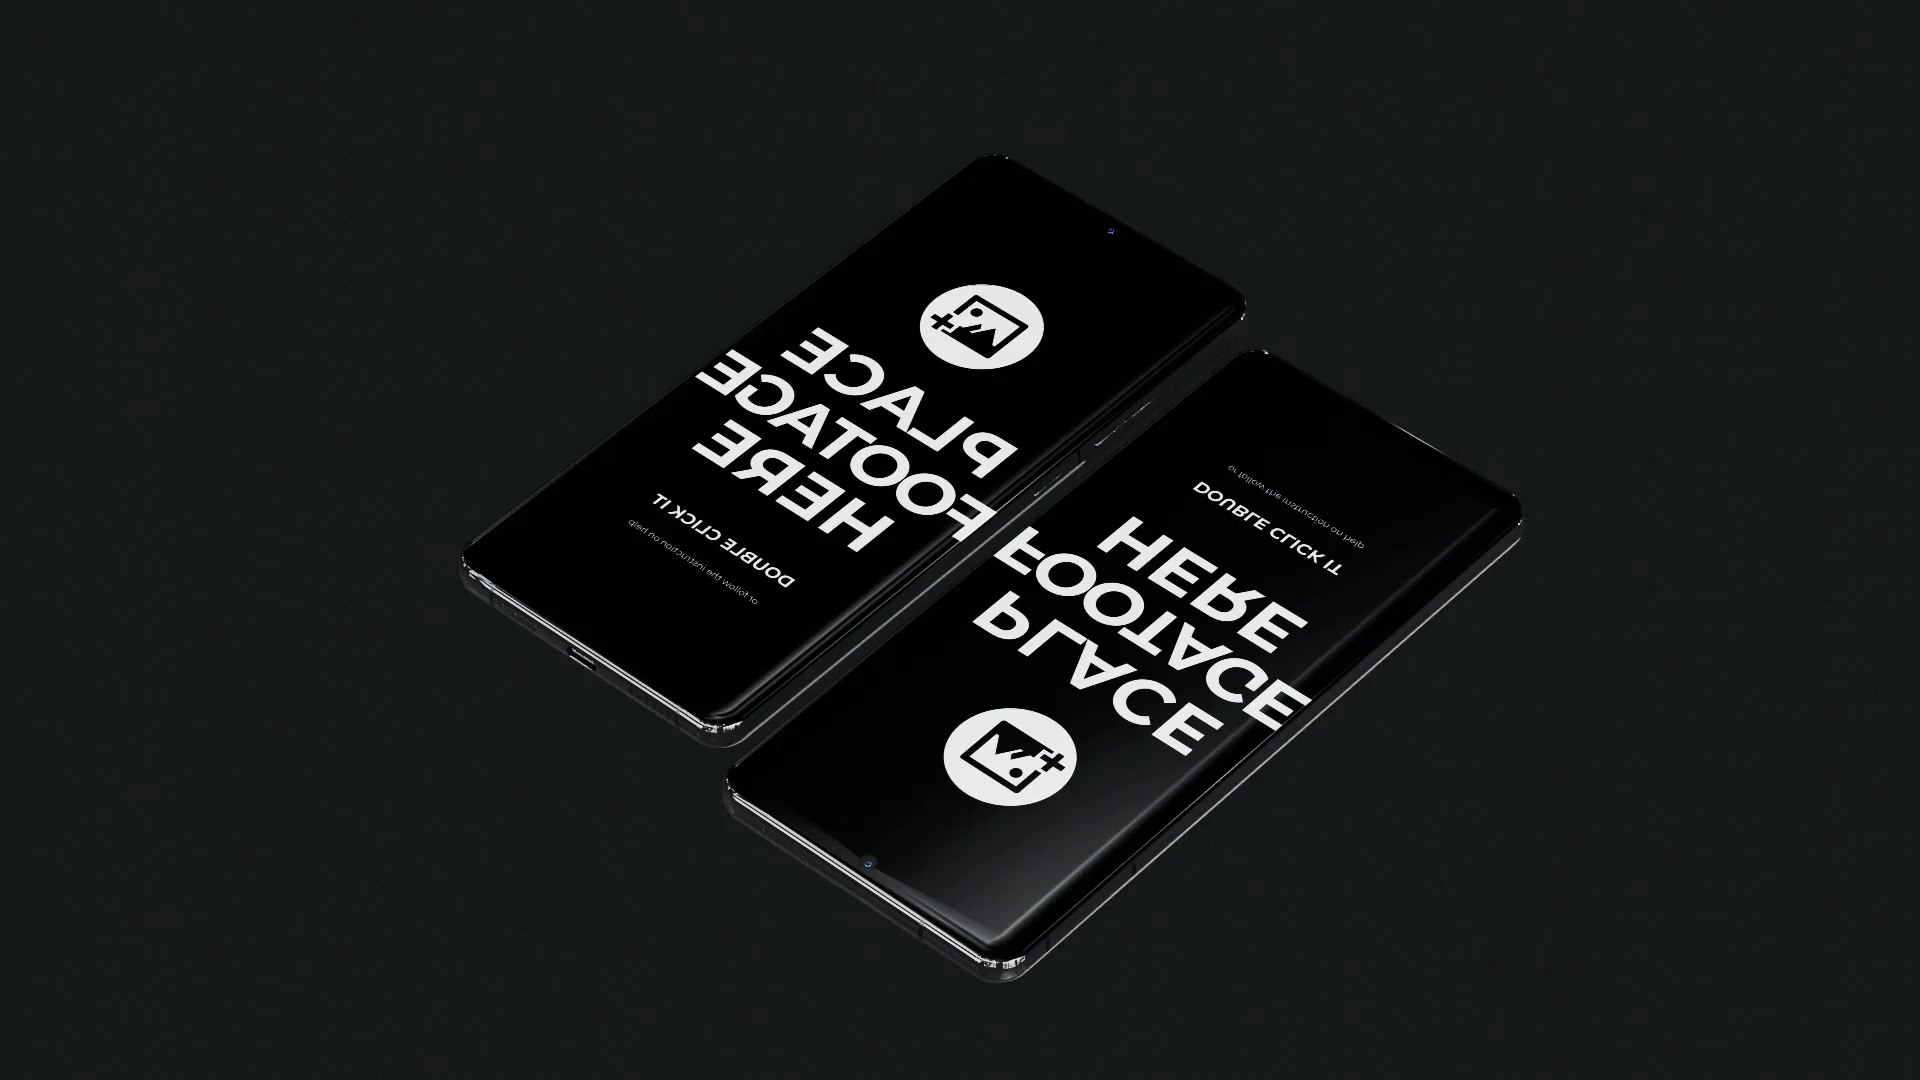 PLACE
FOOTAGE
HERE
DOUBLE CLICK IT
or follow the instruction on help
PLACE
FOOTAGE
HERE
DOUBLE CLICK IT
or follow the instruction on help